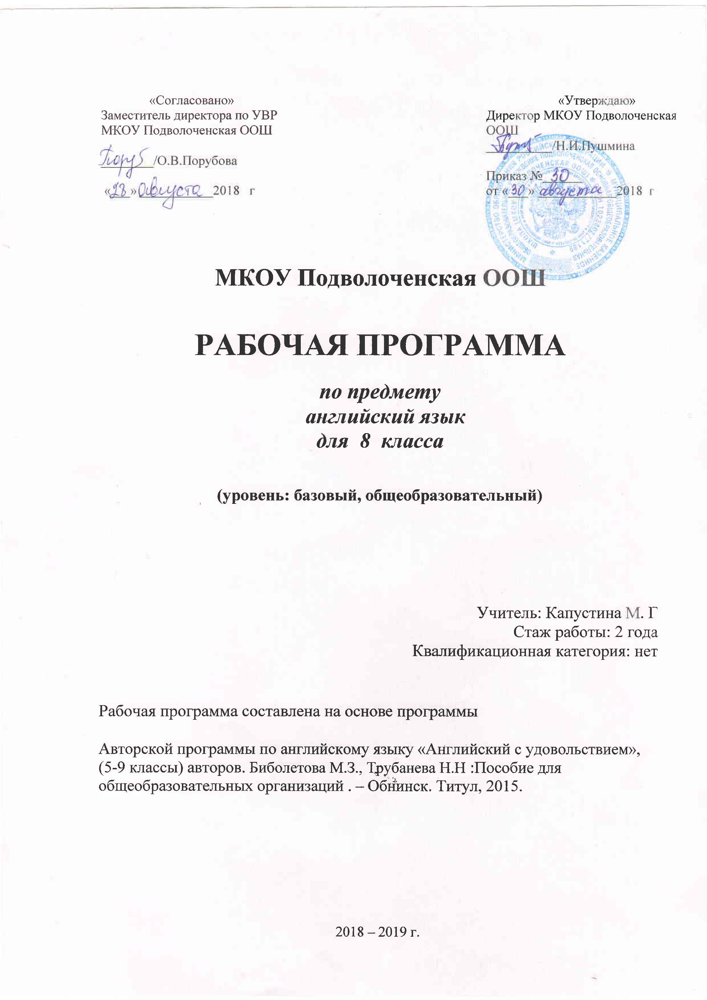 «Согласовано»
Заместитель директора по УВР
МКОУ Подволоченская ООШ
Поруб /О.В.Порубова
«28» августа 2018 г
«Утверждаю»
Директор МКОУ Подволоченская
ООШ
/Н.И.Пушмина
Приказ № 30
от «30» августа 2018 г
МКОУ Подволоченская ООШ
РАБОЧАЯ ПРОГРАММА
по предмету
английский язык
для 8 класса
(уровень: базовый, общеобразовательный)
Учитель: Капустина М. Г
Стаж работы: 2 года
Квалификационная категория: нет
Рабочая программа составлена на основе программы
Авторской программы по английскому языку «Английский с удовольствием»,
(5-9 классы) авторов. Биболетова М.З., Трубанева Н.Н :Пособие для
общеобразовательных организаций . – Обнинск. Титул, 2015.
2018 – 2019 г.